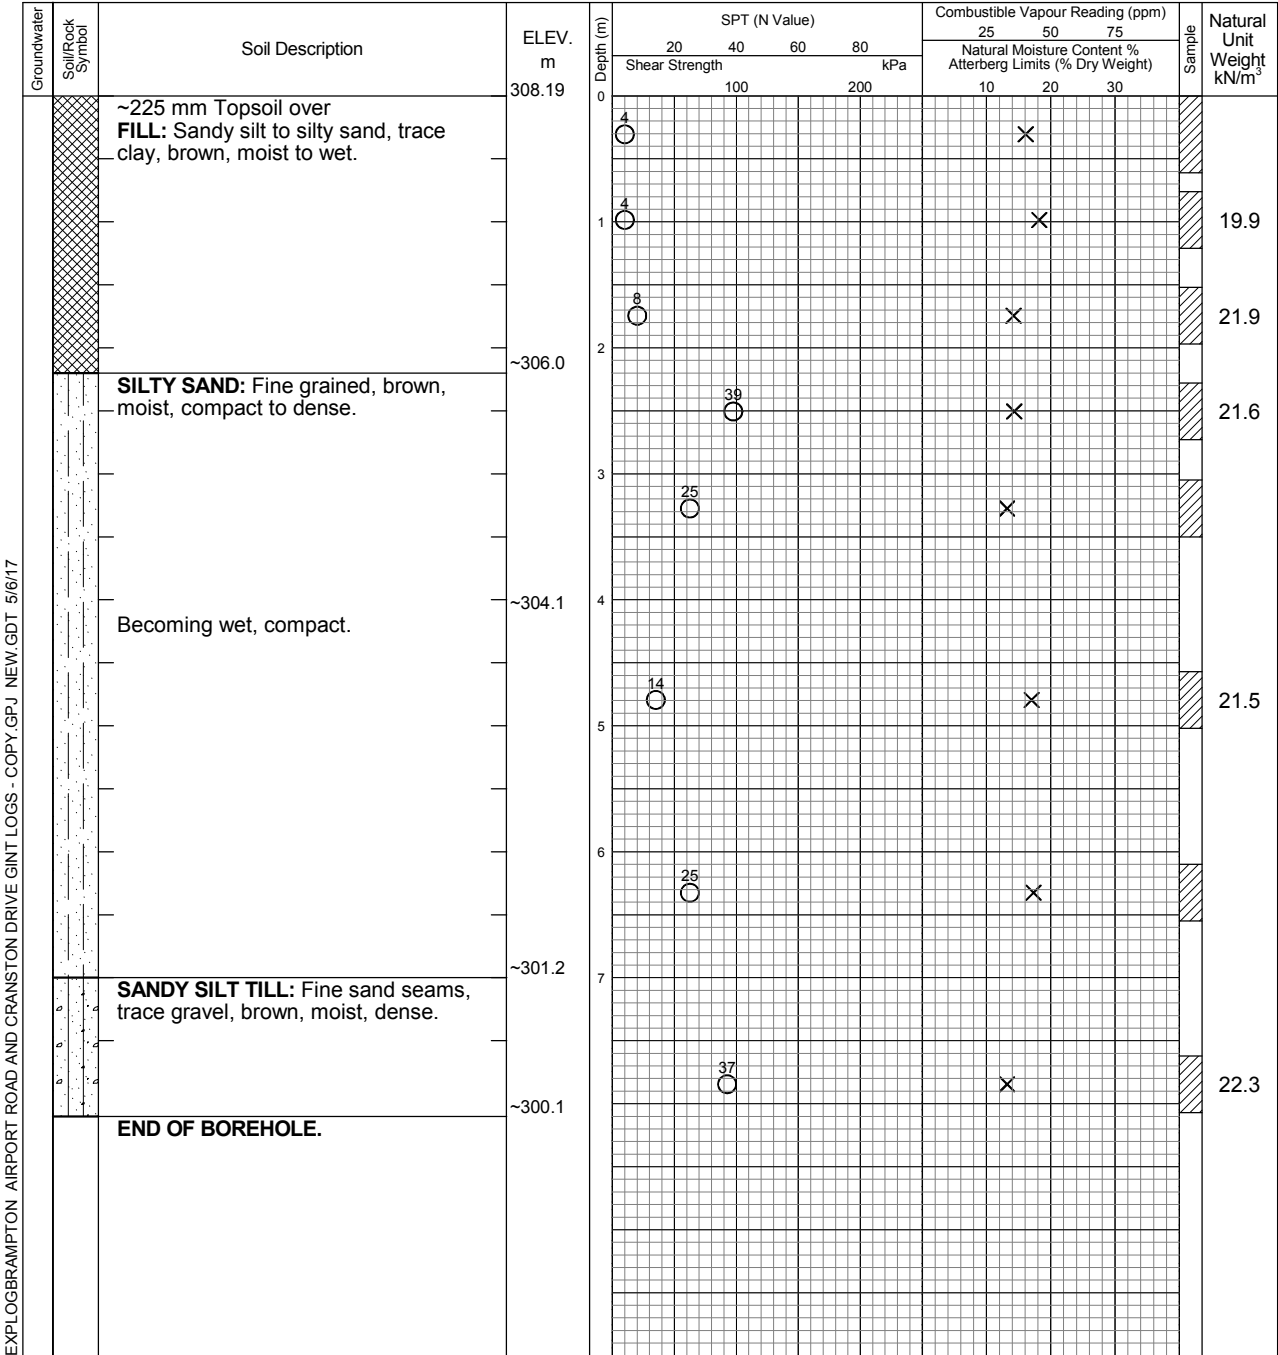 Groundwater
Soil/Rock
Symbol
Soil Description
ELEV.
m
308.19
Depth (m)
SPT (N Value)
20 40 60 80
Shear Strength kPa
100 200
Combustible Vapour Reading (ppm)
25 50 75
Natural Moisture Content %
Atterberg Limits (% Dry Weight)
10 20 30
Sample
Natural
Unit
Weight
kN/m³
0
~225 mm Topsoil over
FILL: Sandy silt to silty sand, trace
clay, brown, moist to wet.
4
4
1
19.9
8
21.9
2
~306.0
SILTY SAND: Fine grained, brown,
moist, compact to dense.
39
21.6
3
25
4
~304.1
Becoming wet, compact.
14
21.5
5
6
25
~301.2
7
SANDY SILT TILL: Fine sand seams,
trace gravel, brown, moist, dense.
37
22.3
~300.1
END OF BOREHOLE.
EXPLOGBRAMPTON AIRPORT ROAD AND CRANSTON DRIVE GINT LOGS - COPY.GPJ NEW.GDT 5/6/17